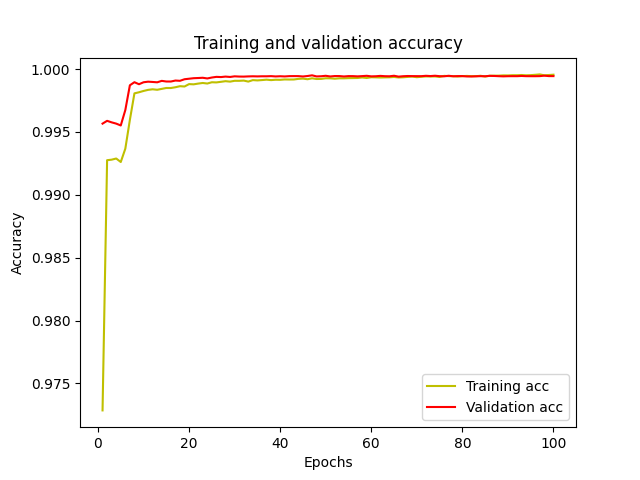 Training and validation accuracy
1.000
0.995
0.990
0.985
0.980
0.975
Accuracy
0
20
40
60
80
100
Epochs
Training acc
Validation acc